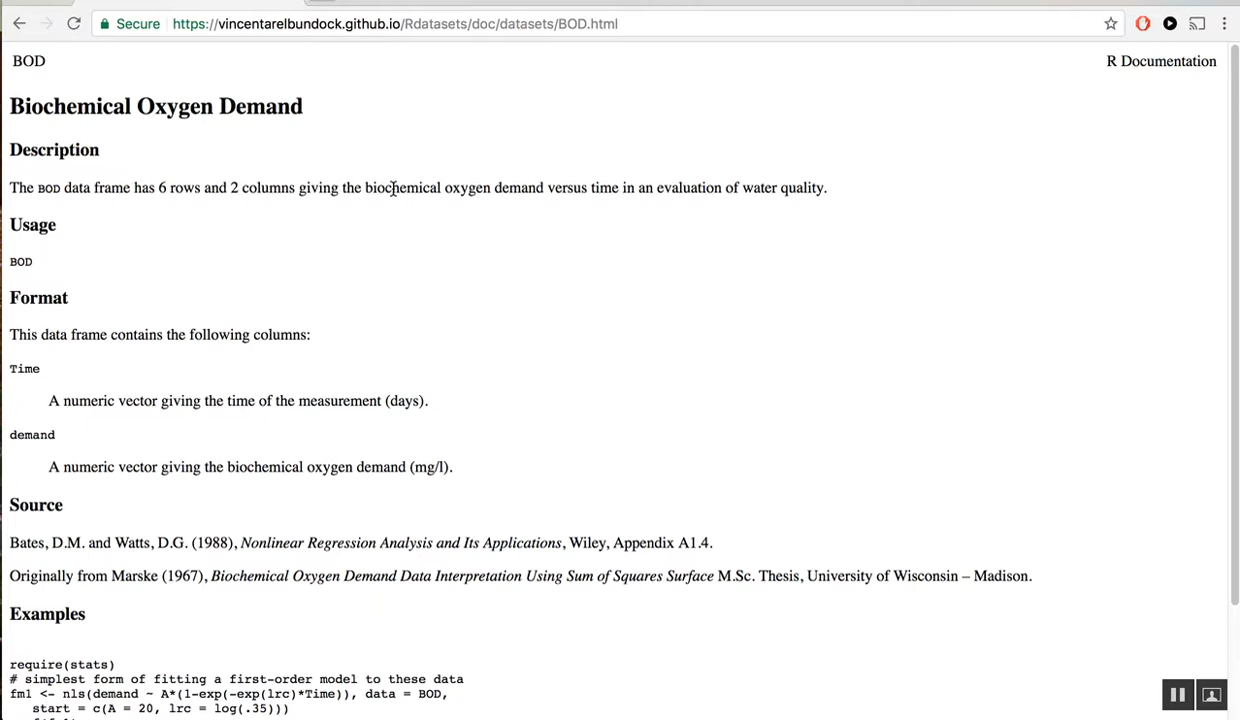 Secure https://vincentarelbundock.github.io/Rdatasets/doc/datasets/BOD.html
BOD R Documentation
Biochemical Oxygen Demand
Description
The BOD data frame has 6 rows and 2 columns giving the biochemical oxygen demand versus time in an evaluation of water quality.
Usage
BOD
Format
This data frame contains the following columns:
Time
A numeric vector giving the time of the measurement (days).
demand
A numeric vector giving the biochemical oxygen demand (mg/l).
Source
Bates, D.M. and Watts, D.G. (1988), Nonlinear Regression Analysis and Its Applications, Wiley, Appendix A1.4.
Originally from Marske (1967), Biochemical Oxygen Demand Data Interpretation Using Sum of Squares Surface M.Sc. Thesis, University of Wisconsin – Madison.
Examples
require(stats)
# simplest form of fitting a first-order model to these data
fm1 <- nls(demand ~ A*(1-exp(-exp(lrc)*Time)), data = BOD,
start = c(A = 20, lrc = log(.35)))